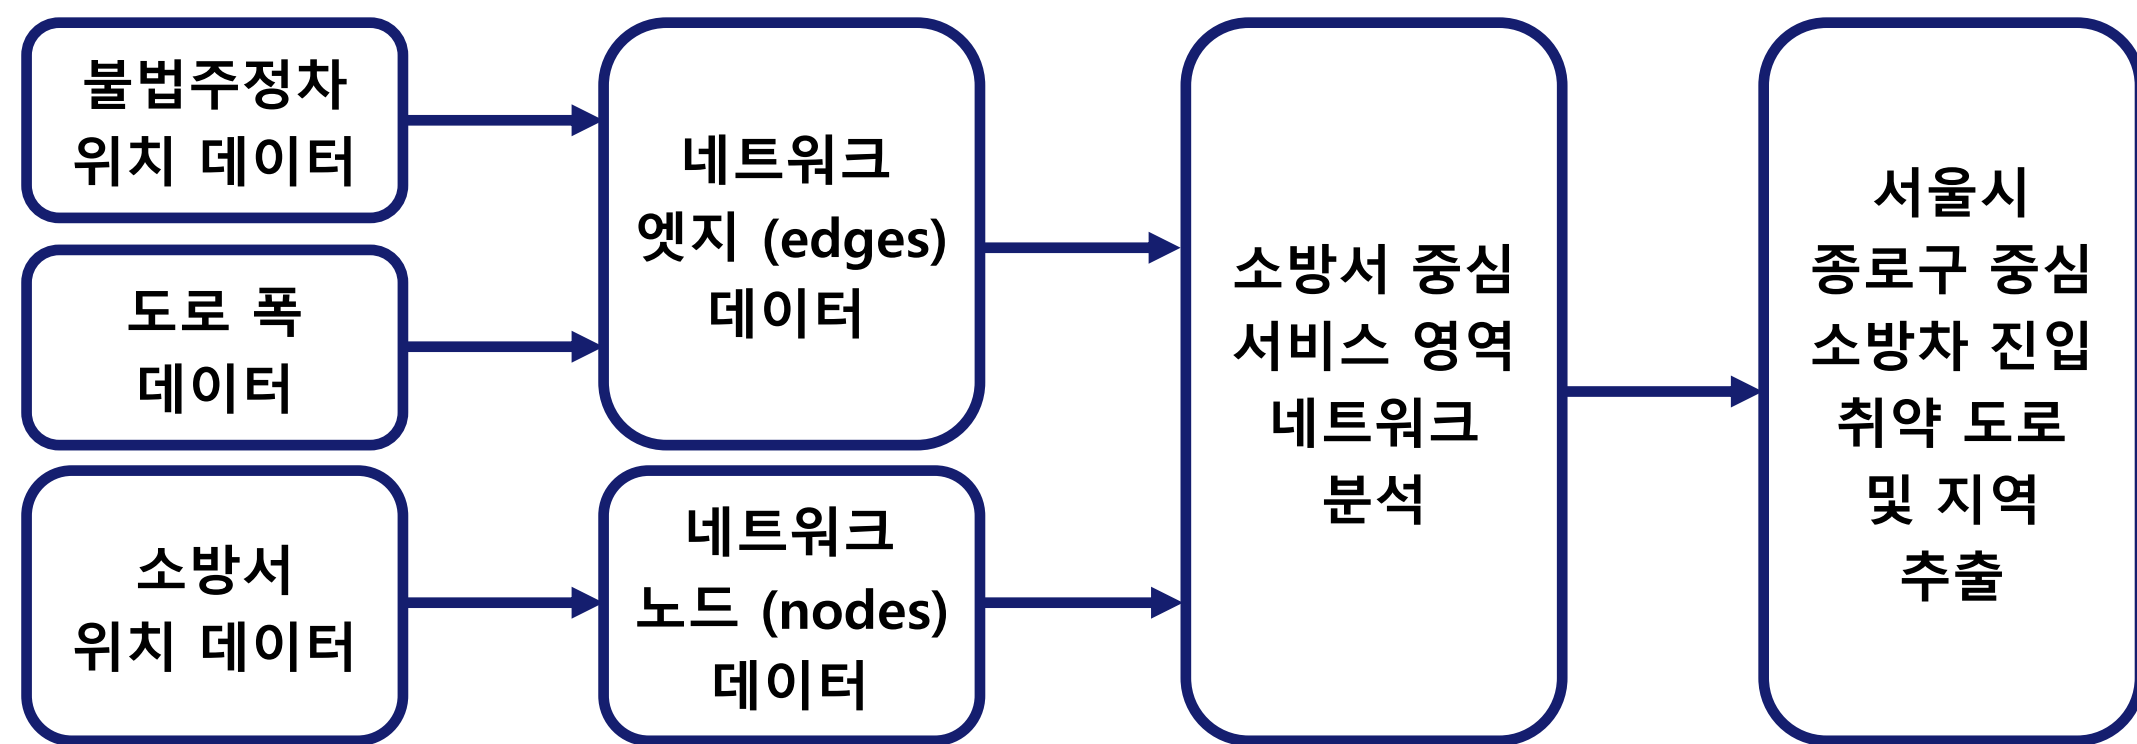 불법주정차
위치 데이터
도로 폭
데이터
소방서
위치 데이터
네트워크
엣지 (edges)
데이터
네트워크
노드 (nodes)
데이터
소방서 중심
서비스 영역
네트워크
분석
서울시
종로구 중심
소방차 진입
취약 도로
및 지역
추출